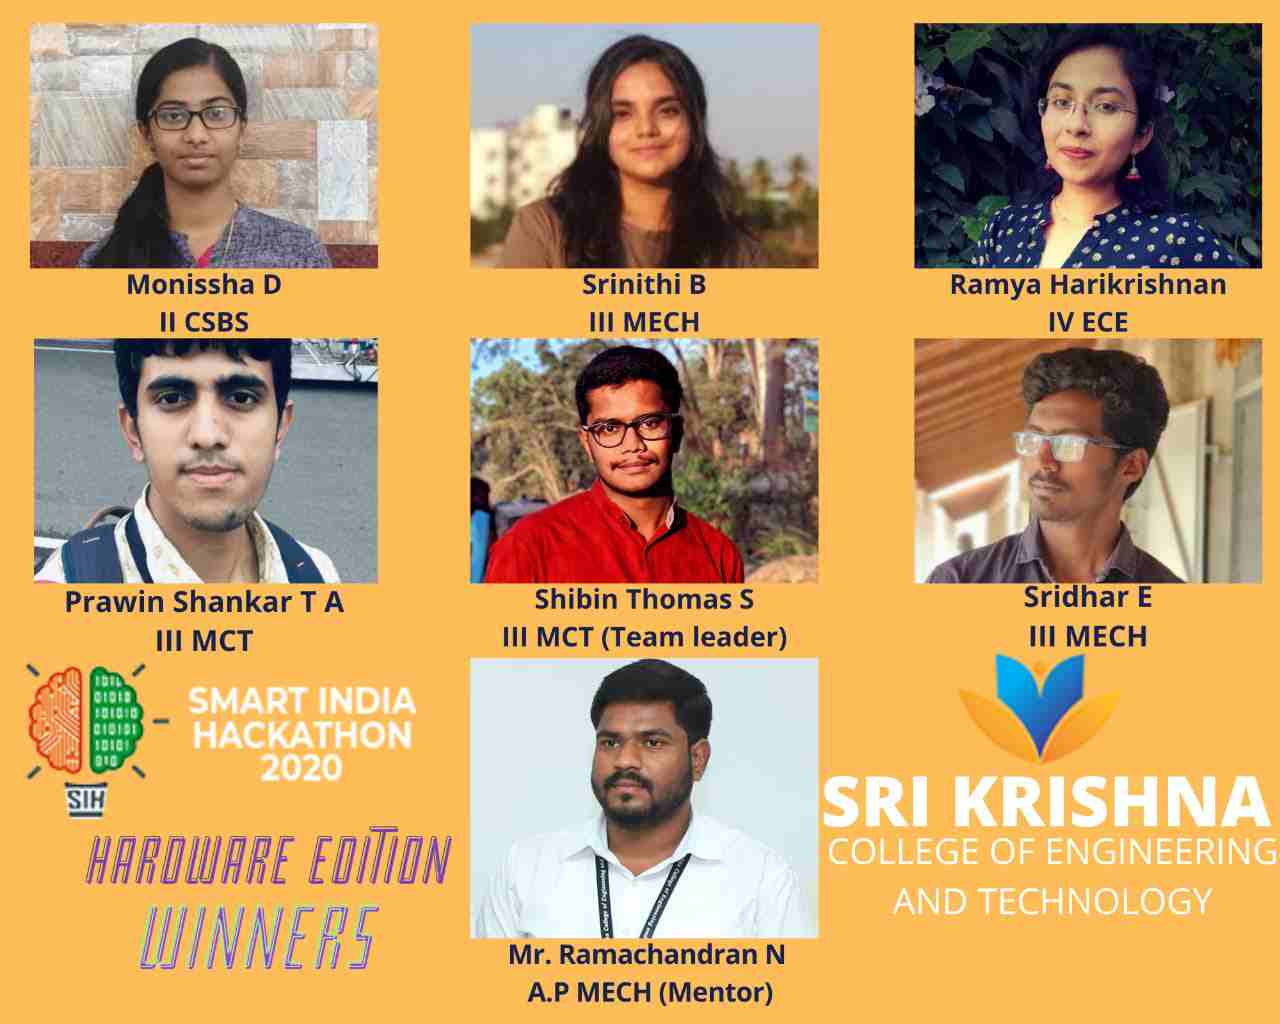 Monissha D
II CSBS
Srinithi B
III MECH
Ramya Harikrishnan
IV ECE
Prawin Shankar T A
III MCT
Shibin Thomas S
III MCT (Team leader)
Sridhar E
III MECH
SMART INDIA
HACKATHON
2020
SIH
HARDWARE EDITION
WINNERS
Mr. Ramachandran N
A.P MECH (Mentor)
SRI KRISHNA
COLLEGE OF ENGINEERING
AND TECHNOLOGY